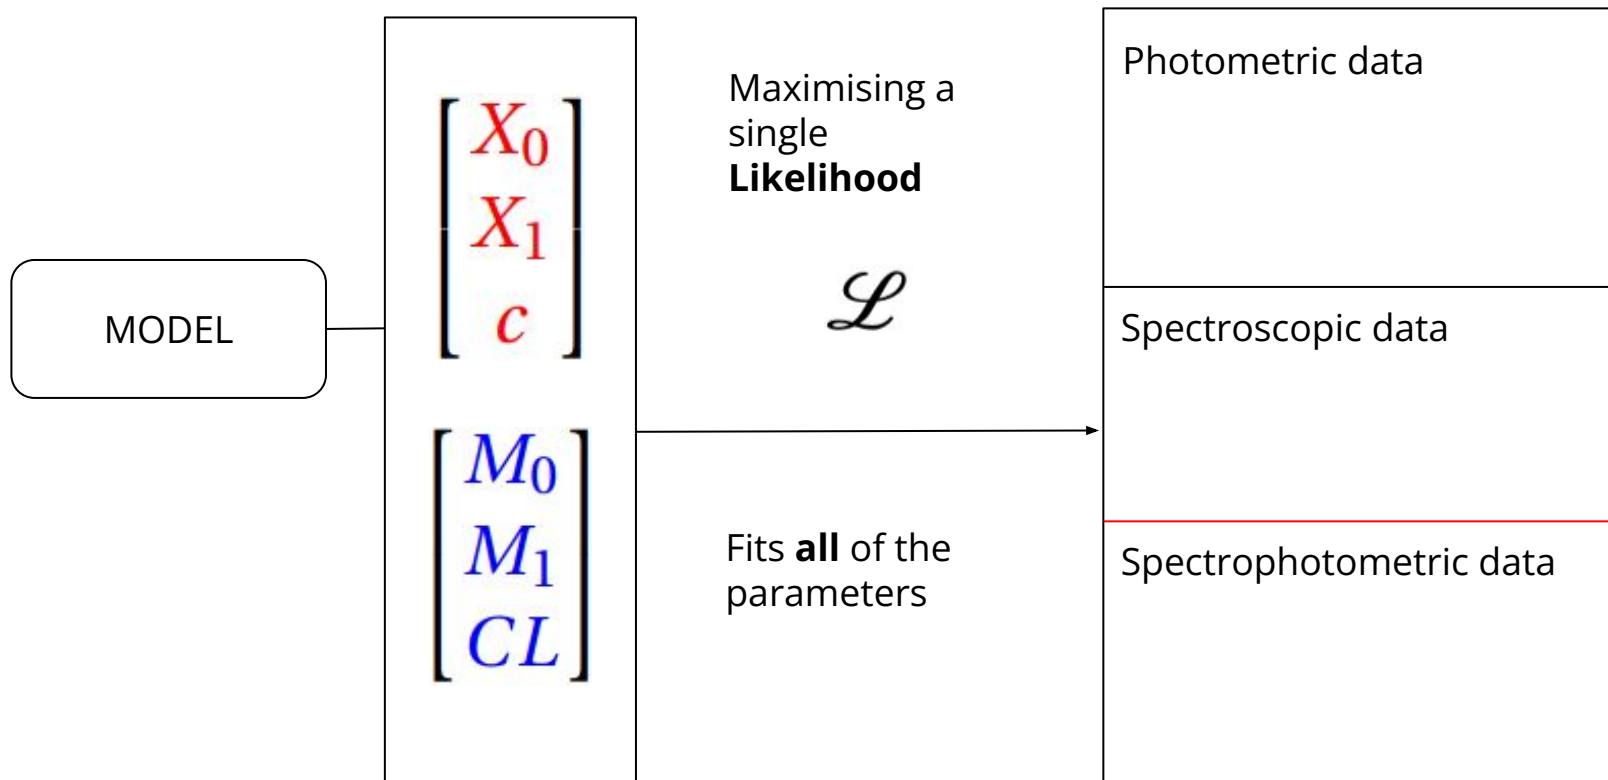 MODEL
X₀
X₁
c
M₀
M₁
CL
Maximising a
single
Likelihood
ℒ
Fits all of the
parameters
Photometric data
Spectroscopic data
Spectrophotometric data